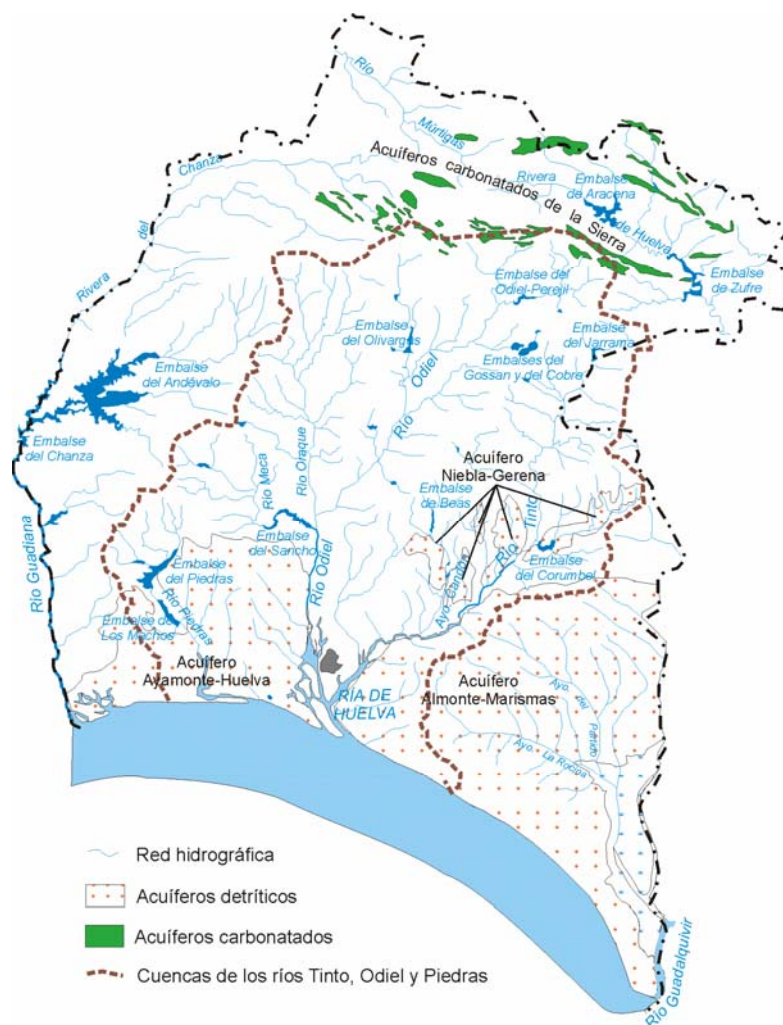 Río
Múrtigas
Chanza
del
Rivera
Acuíferos carbonatados de la Sierra
Rivera
de Huelva
Embalse
de Aracena
Embalse
de Zufre
Embalse del
Odiel-Perejil
Embalse
del Olivargas
Embalses del
Gossan y del Cobre
Embalse
del Jarrama
Río Odiel
Embalse
del Andévalo
Embalse
del Chanza
Río Meca
Río Oraque
Acuífero
Niebla-Gerena
Embalse
de Beas
Río Tinto
Embalse
del Sancho
Río Odiel
Ayo. Candón
Embalse
del Corumbel
Río Guadiana
Embalse
del Piedras
Río Piedras
Embalse de
Los Machos
Acuífero
Ayamonte-Huelva
RÍA DE
HUELVA
Acuífero
Almonte-Marismas
Ayo. del
Partido
Ayo. La Rocina
Río Guadalquivir
Red hidrográfica
Acuíferos detríticos
Acuíferos carbonatados
Cuencas de los ríos Tinto, Odiel y Piedras